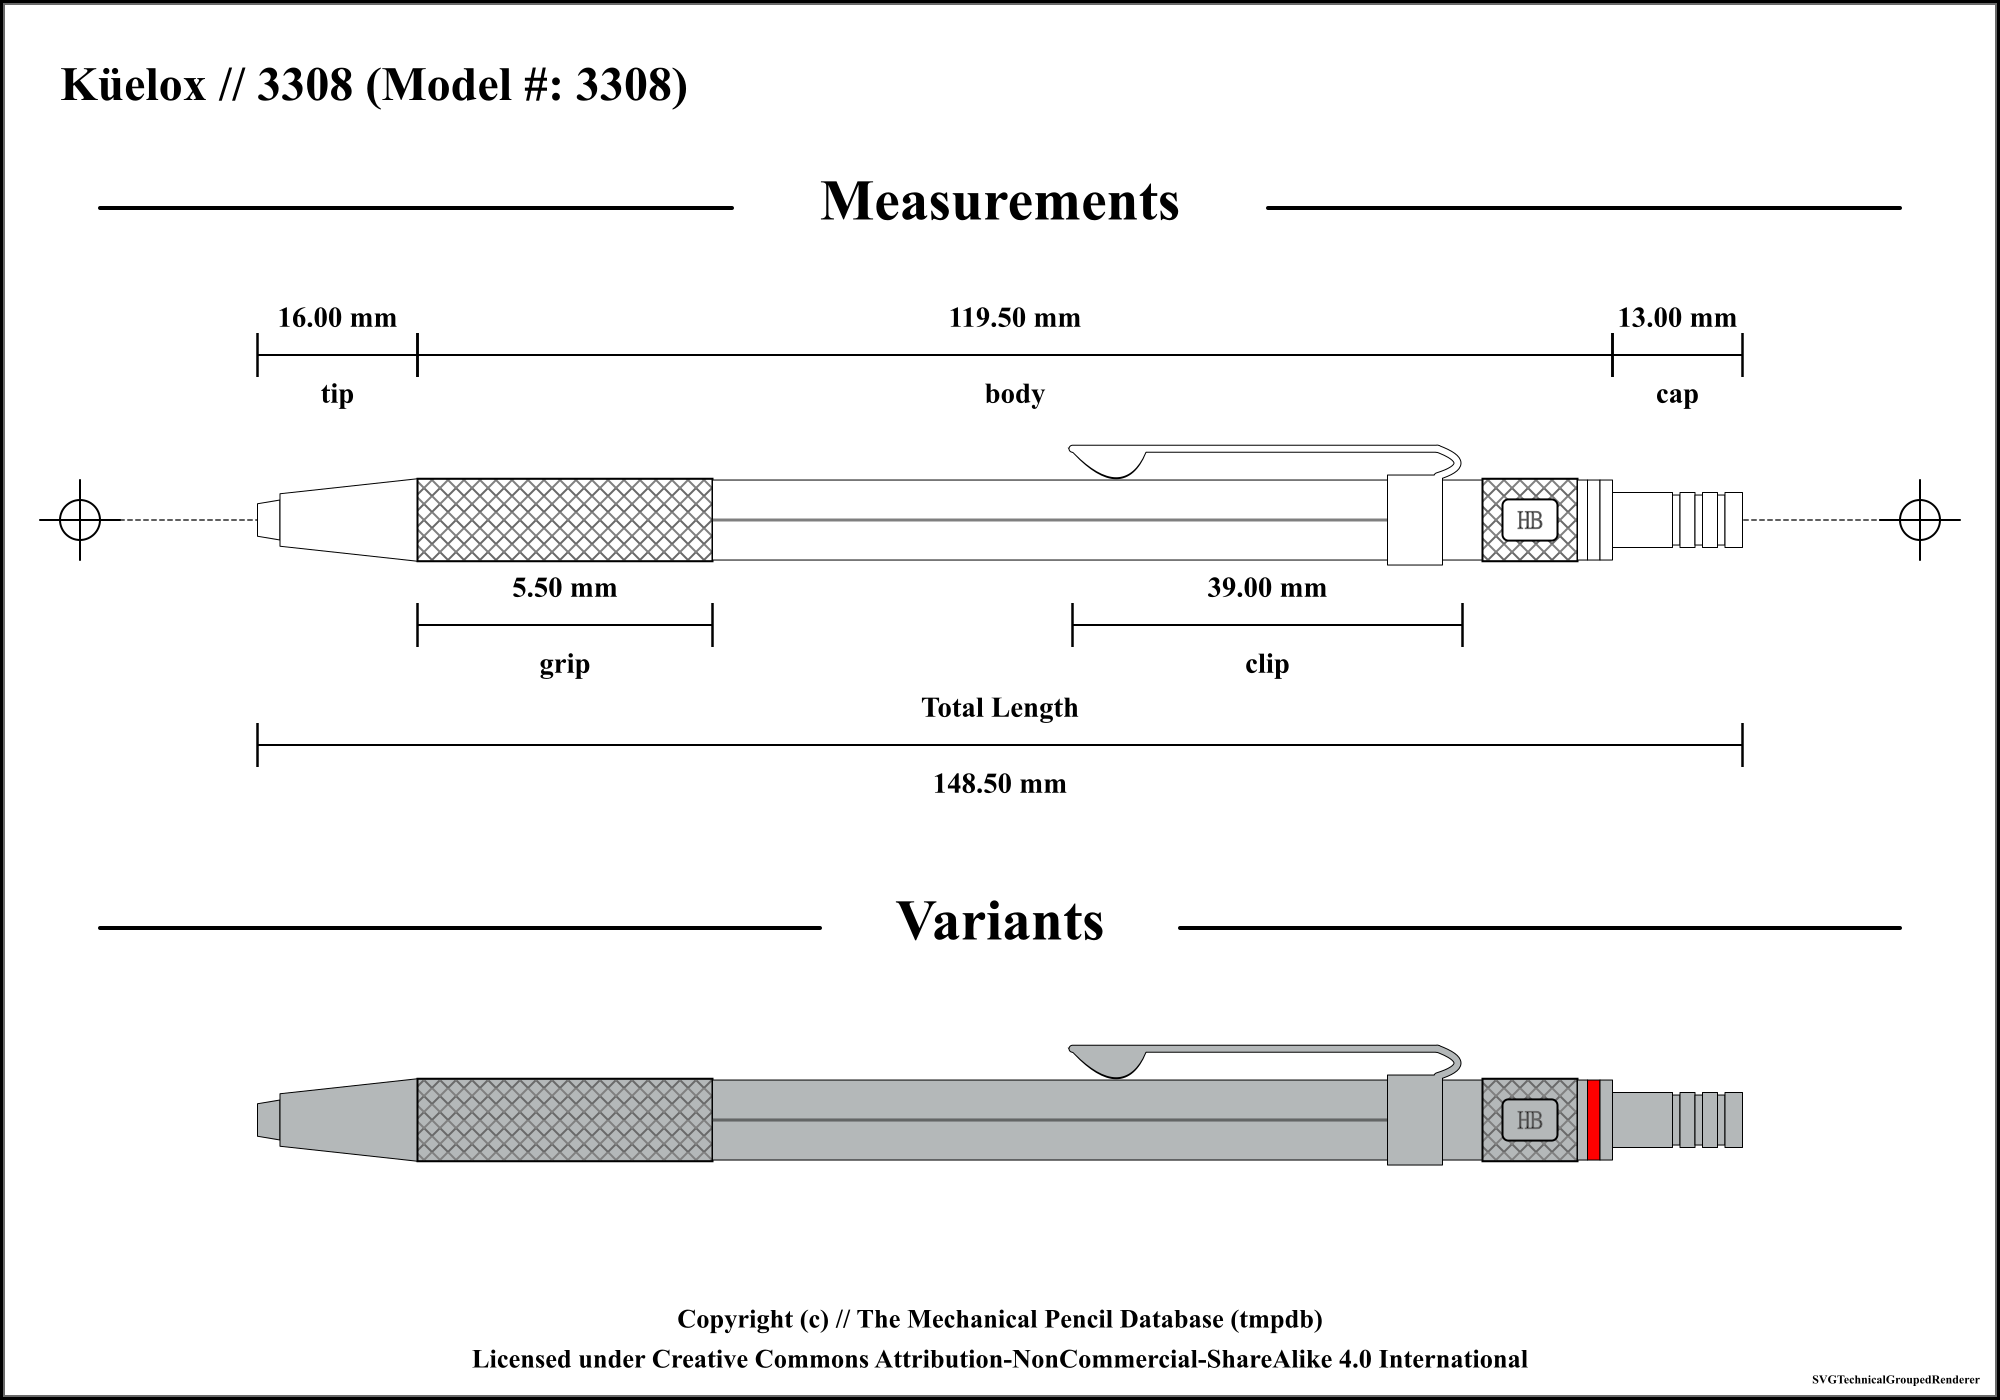 Küelox // 3308 (Model #: 3308)
Measurements
16.00 mm
119.50 mm
13.00 mm
tip
body
cap
HB
5.50 mm
39.00 mm
grip
clip
Total Length
148.50 mm
Variants
HB
Copyright (c) // The Mechanical Pencil Database (tmpdb)
Licensed under Creative Commons Attribution-NonCommercial-ShareAlike 4.0 International
SVGTechnicalGroupedRenderer